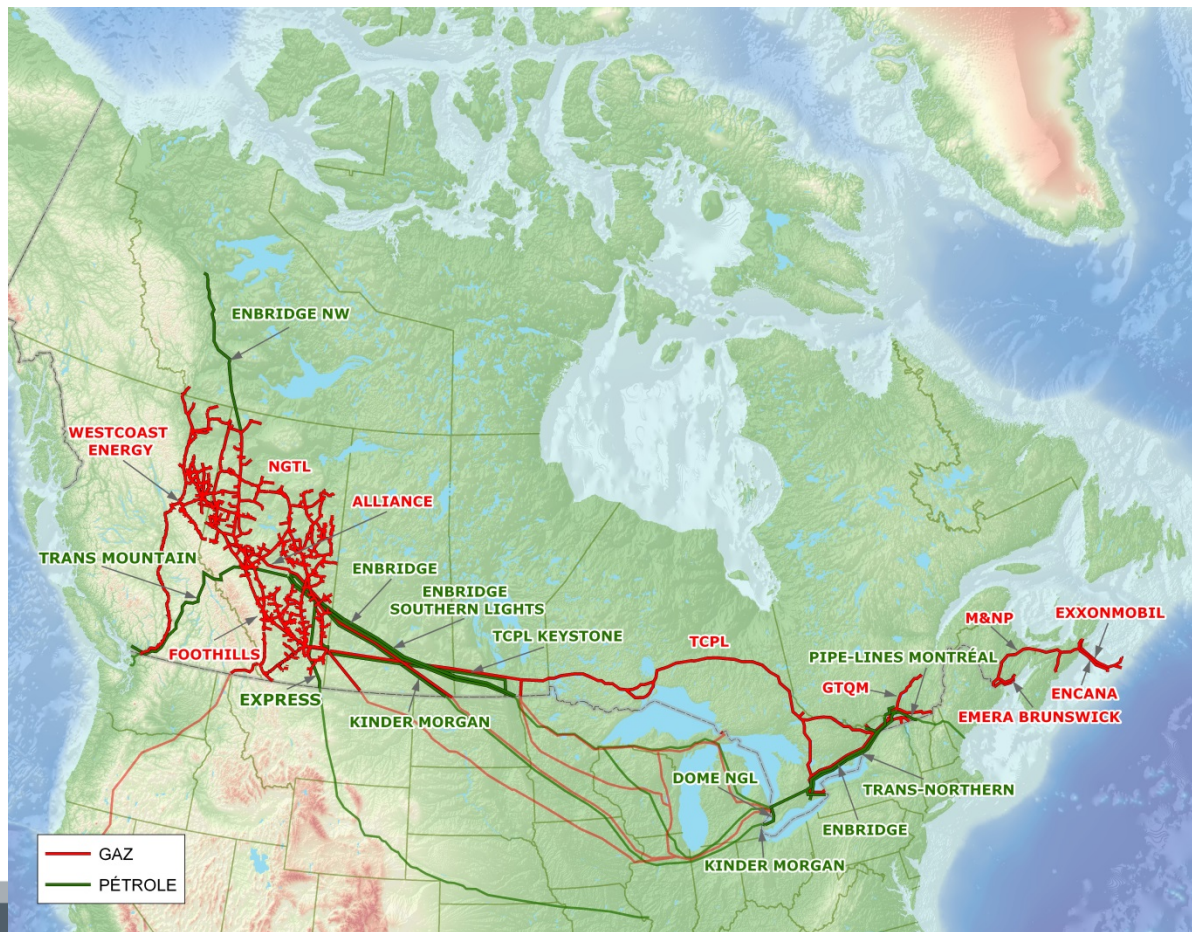 ENBRIDGE NW
WESTCOAST
ENERGY
NGTL
ALLIANCE
TRANS MOUNTAIN
ENBRIDGE
ENBRIDGE
SOUTHERN LIGHTS
TCPL KEYSTONE
FOOTHILLS
EXPRESS
KINDER MORGAN
TCPL
M&NP
EXXONMOBIL
PIPE-LINES MONTRÉAL
GTQM
ENCANA
EMERA BRUNSWICK
DOME NGL
TRANS-NORTHERN
ENBRIDGE
KINDER MORGAN
GAZ
PÉTROLE